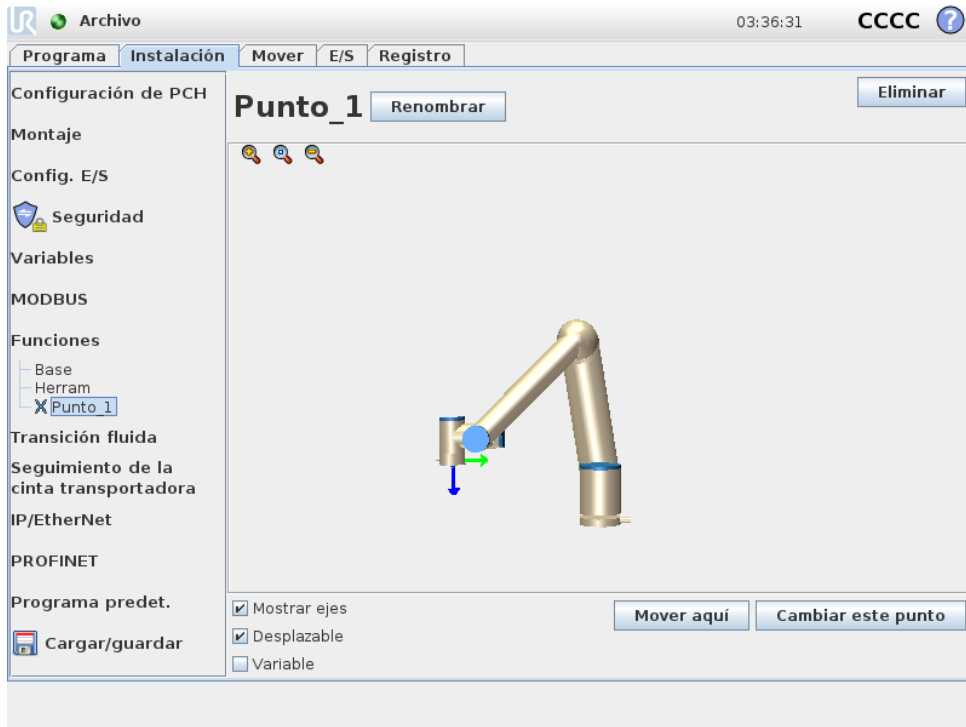 UR Archivo 03:36:31 CCCC ?
Programa Instalación Mover E/S Registro
Configuración de PCH
Montaje
Config. E/S
Seguridad
Variables
MODBUS
Funciones
Base
Herram
Punto_1
Transición fluida
Seguimiento de la
cinta transportadora
IP/EtherNet
PROFINET
Programa predet.
Cargar/guardar
Punto_1 Renombrar Eliminar
Mostrar ejes
Desplazable
Variable
Mover aquí Cambiar este punto